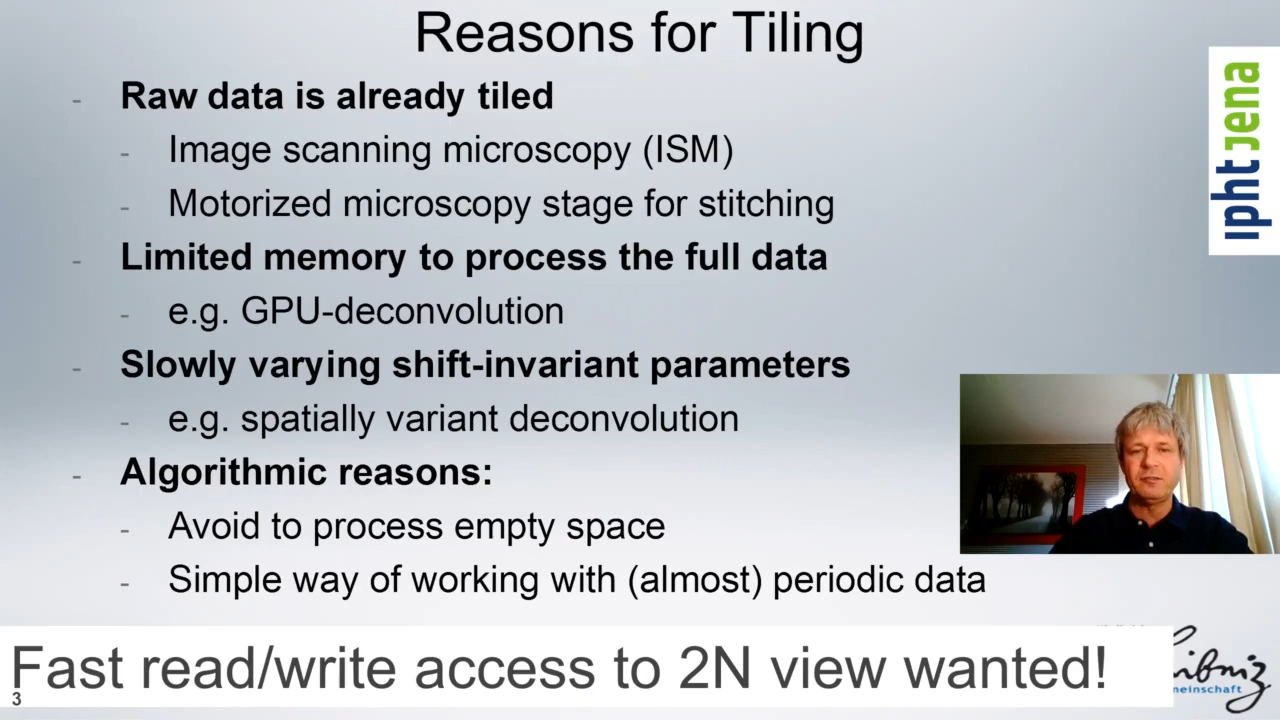 Reasons for Tiling
- Raw data is already tiled
- Image scanning microscopy (ISM)
- Motorized microscopy stage for stitching
- Limited memory to process the full data
- e.g. GPU-deconvolution
- Slowly varying shift-invariant parameters
- e.g. spatially variant deconvolution
- Algorithmic reasons:
- Avoid to process empty space
- Simple way of working with (almost) periodic data
Fast read/write access to 2N view wanted!
3
ipht jena